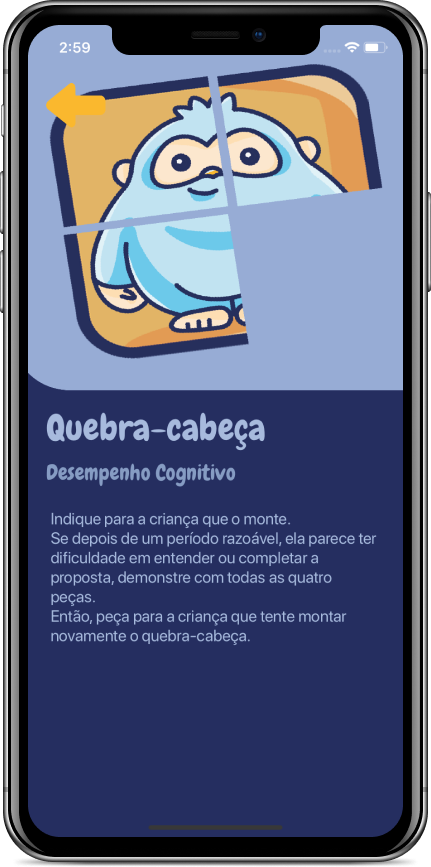 2:59
Quebra-cabeça
Desempenho Cognitivo
Indique para a criança que o monte.
Se depois de um período razoável, ela parece ter
dificuldade em entender ou completar a
proposta, demonstre com todas as quatro
peças.
Então, peça para a criança que tente montar
novamente o quebra-cabeça.